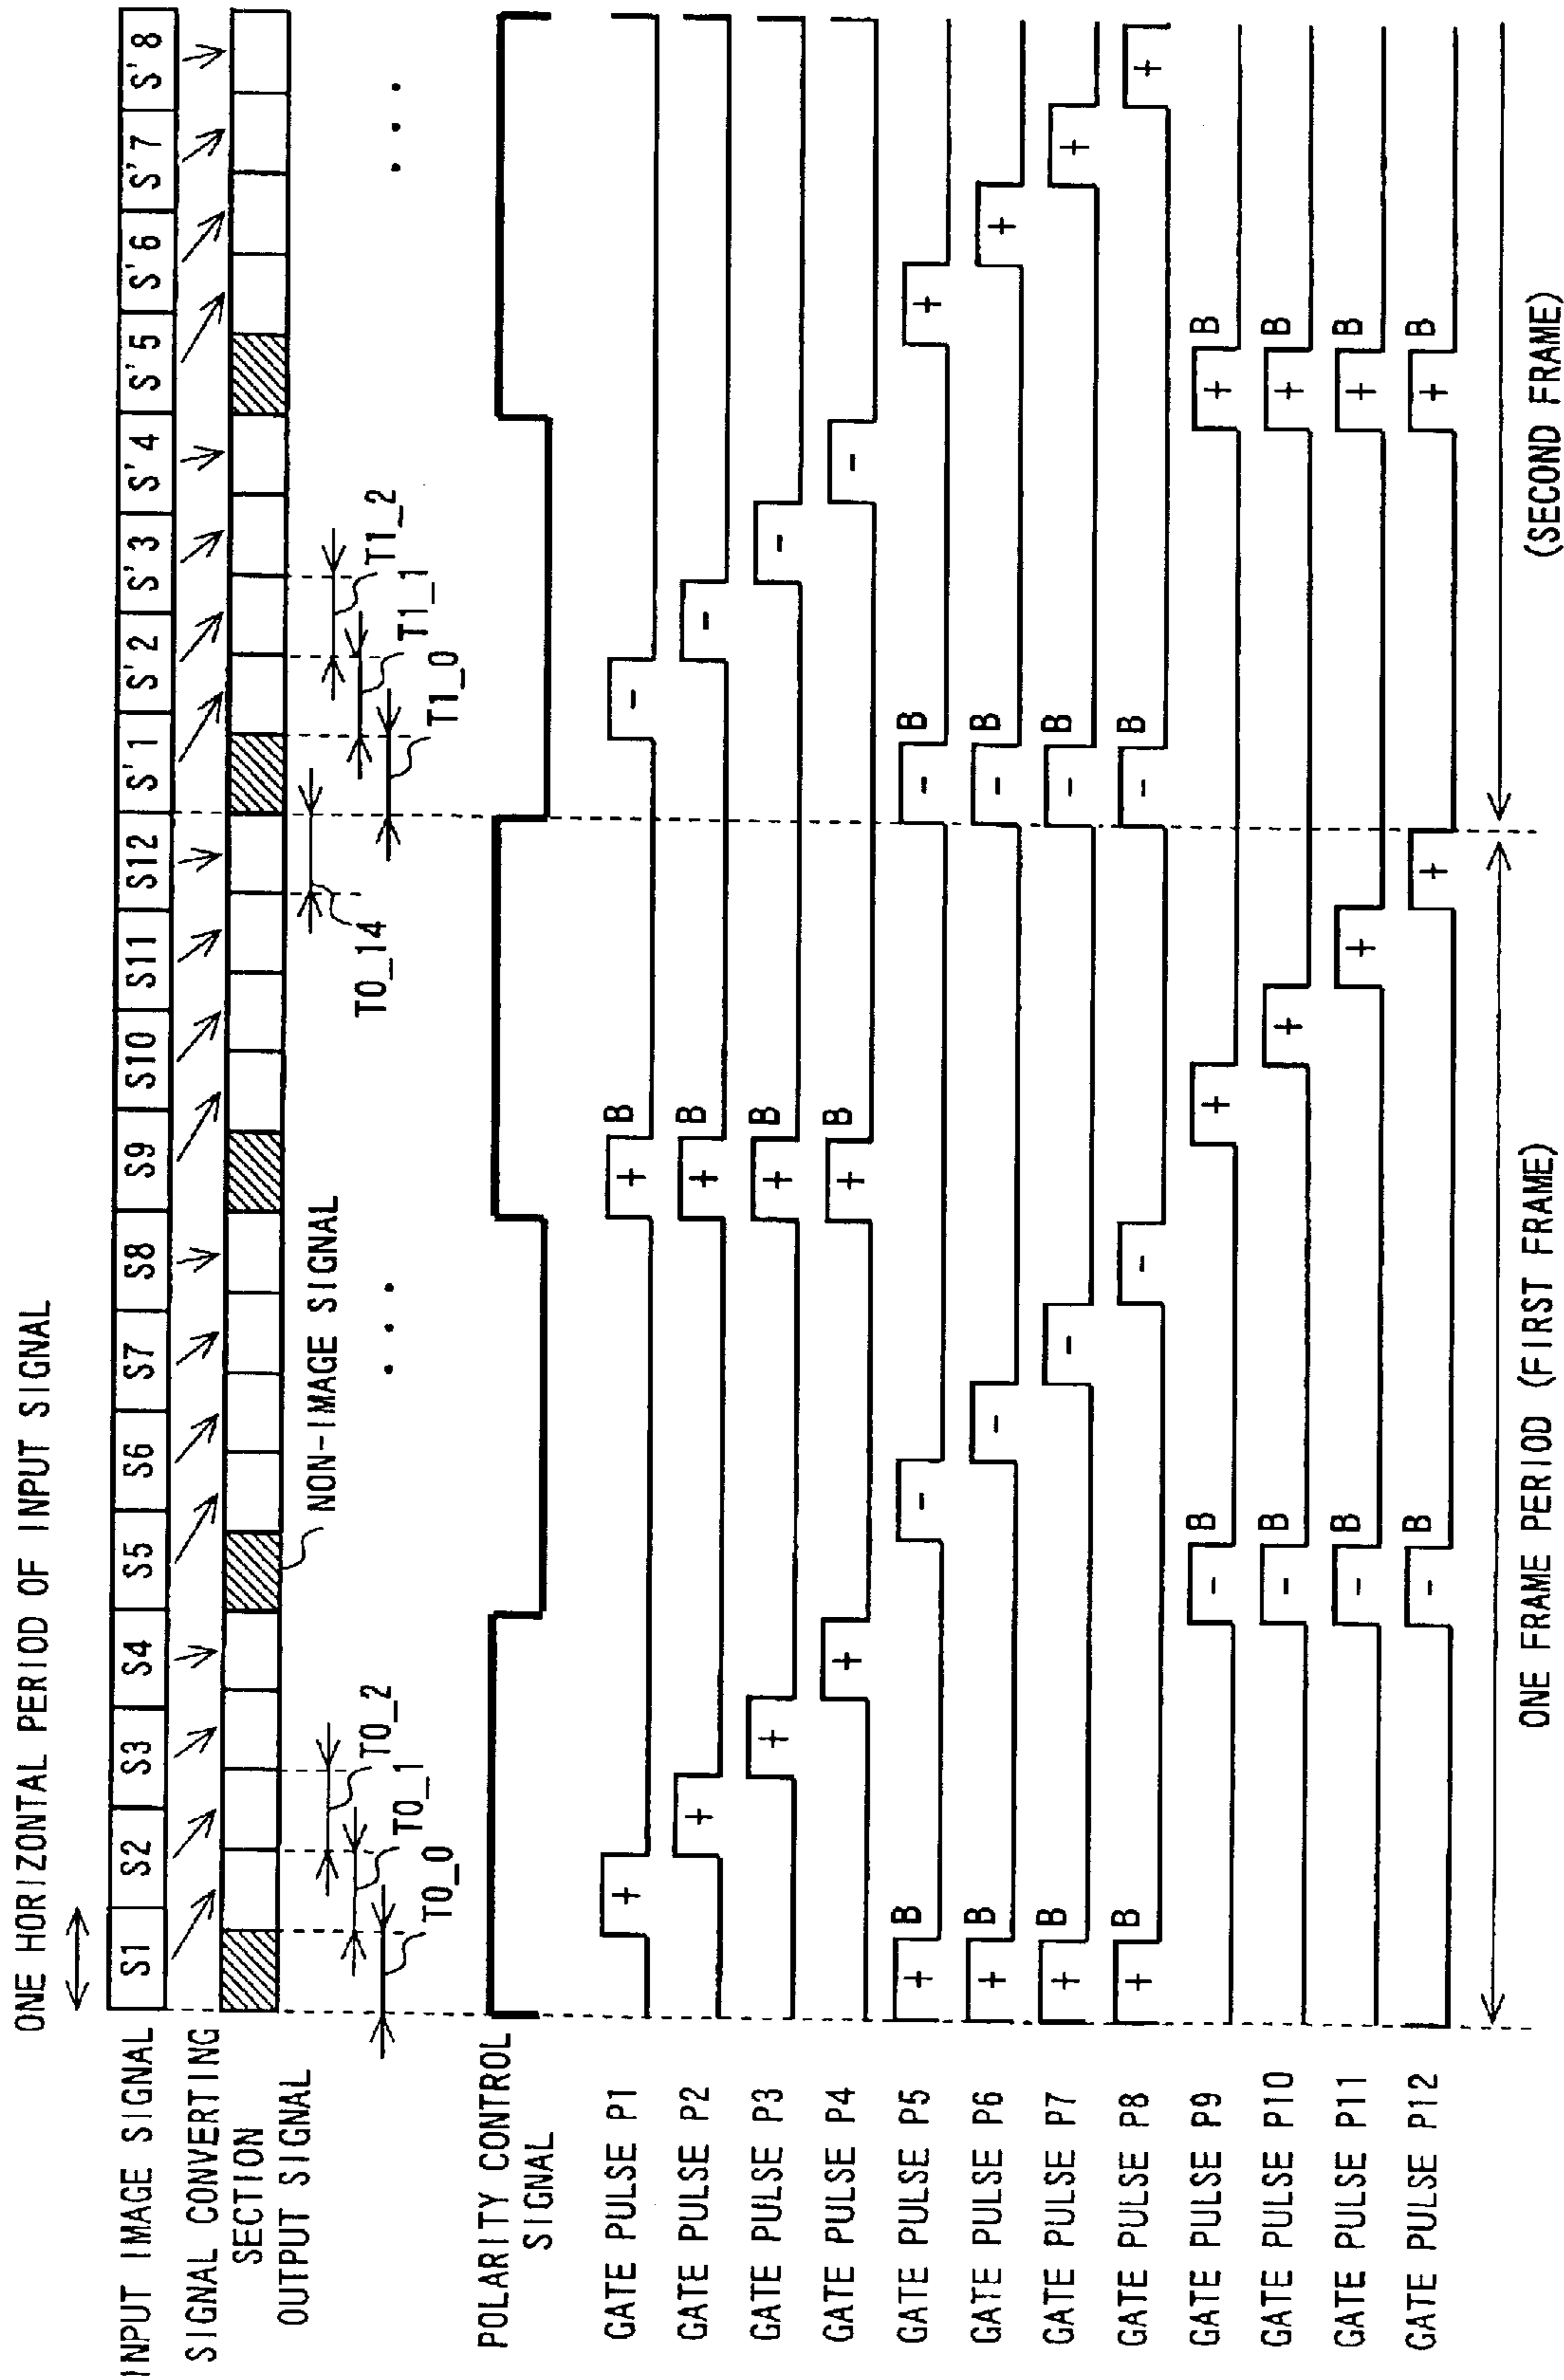 ONE HORIZONTAL PERIOD OF INPUT SIGNAL
INPUT IMAGE SIGNAL
S1 S2 S3 S4 S5 S6 S7 S8 S9 S10 S11 S12 S'1 S'2 S'3 S'4 S'5 S'6 S'7 S'8
SIGNAL CONVERTING
SECTION
OUTPUT SIGNAL
NON-IMAGE SIGNAL
T0_0
T0_1
T0_2
T0_14
T1_0
T1_1
T1_2
POLARITY CONTROL
SIGNAL
GATE PULSE P1
+ + B -
GATE PULSE P2
+ + B -
GATE PULSE P3
+ + B -
GATE PULSE P4
+ + B -
GATE PULSE P5
+ B - - B +
GATE PULSE P6
+ B - - B +
GATE PULSE P7
+ B - - B +
GATE PULSE P8
+ B - - B +
GATE PULSE P9
- B + + B
GATE PULSE P10
- B + + B
GATE PULSE P11
- B + + B
GATE PULSE P12
- B + + B
ONE FRAME PERIOD (FIRST FRAME)
(SECOND FRAME)